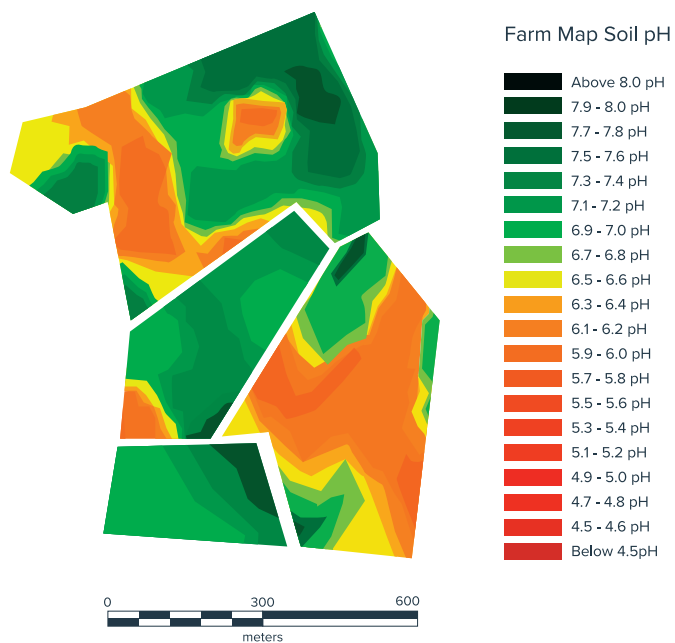 Farm Map Soil pH
Above 8.0 pH
7.9 - 8.0 pH
7.7 - 7.8 pH
7.5 - 7.6 pH
7.3 - 7.4 pH
7.1 - 7.2 pH
6.9 - 7.0 pH
6.7 - 6.8 pH
6.5 - 6.6 pH
6.3 - 6.4 pH
6.1 - 6.2 pH
5.9 - 6.0 pH
5.7 - 5.8 pH
5.5 - 5.6 pH
5.3 - 5.4 pH
5.1 - 5.2 pH
4.9 - 5.0 pH
4.7 - 4.8 pH
4.5 - 4.6 pH
Below 4.5pH
0 300 600
meters